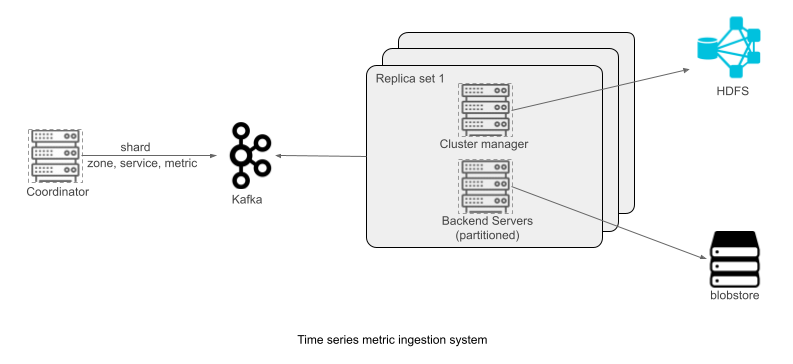 Replica set 1
HDFS
Cluster manager
shard
zone, service, metric
Coordinator
Kafka
Backend Servers
(partitioned)
blobstore
Time series metric ingestion system